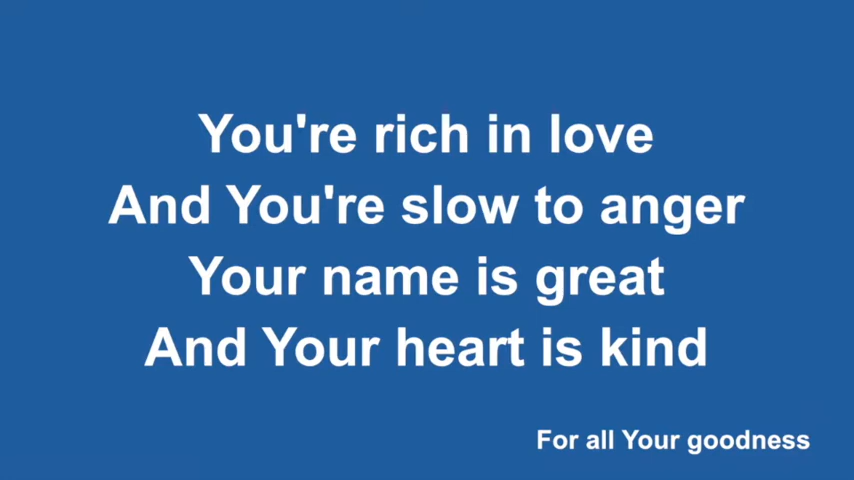 You're rich in love
And You're slow to anger
Your name is great
And Your heart is kind
For all Your goodness